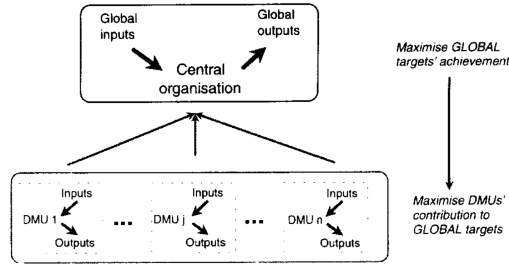 Global
inputs
Global
outputs
Central
organisation
Maximise GLOBAL
targets' achievement
Inputs
DMU 1
Outputs
...
Inputs
DMU j
Outputs
...
Inputs
DMU n
Outputs
Maximise DMUs'
contribution to
GLOBAL targets